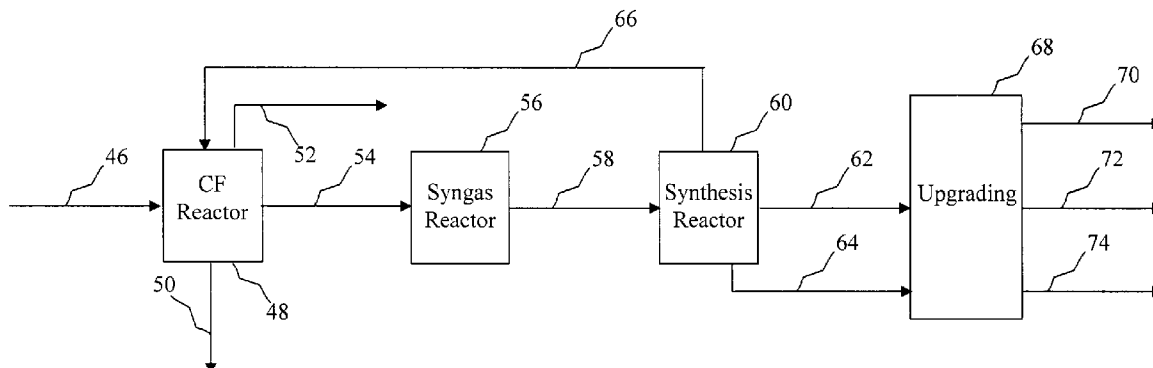 66
68
70
56
60
52
46
54
58
62
72
CF
Reactor
Syngas
Reactor
Synthesis
Reactor
Upgrading
64
74
50
48